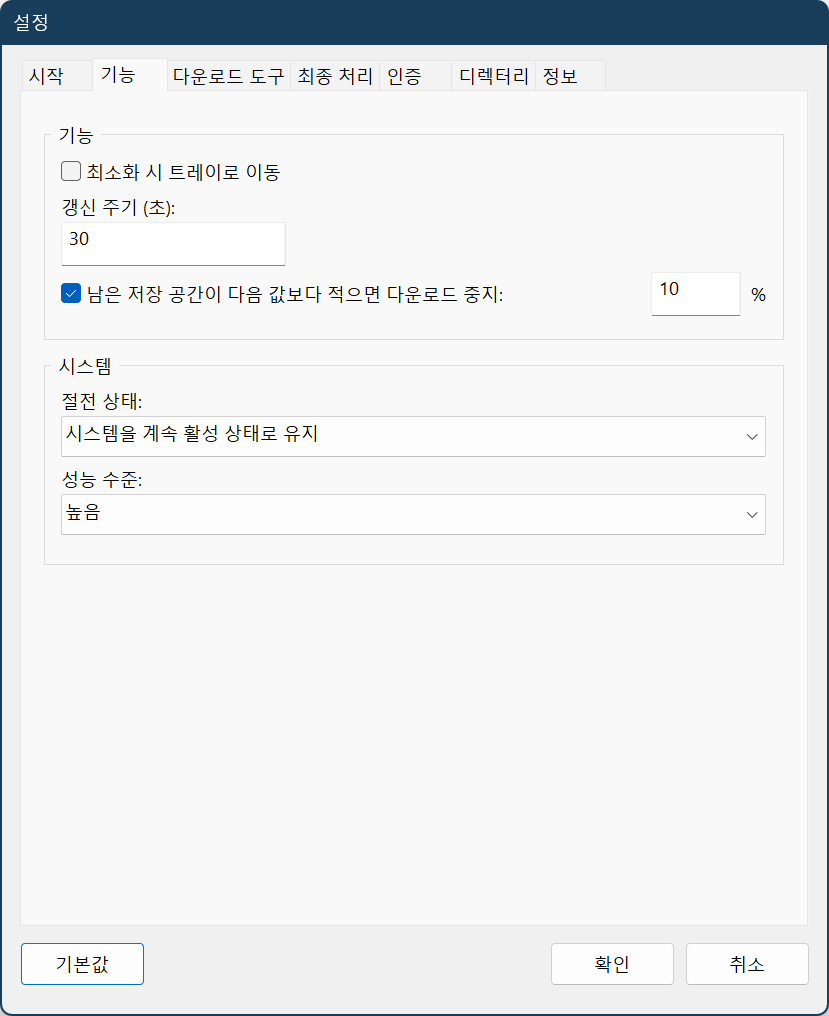 설정
시작 기능 다운로드 도구 최종 처리 인증 디렉터리 정보
기능
최소화 시 트레이로 이동
갱신 주기 (초):
30
남은 저장 공간이 다음 값보다 적으면 다운로드 중지: 10 %
시스템
절전 상태:
시스템을 계속 활성 상태로 유지
성능 수준:
높음
기본값 확인 취소